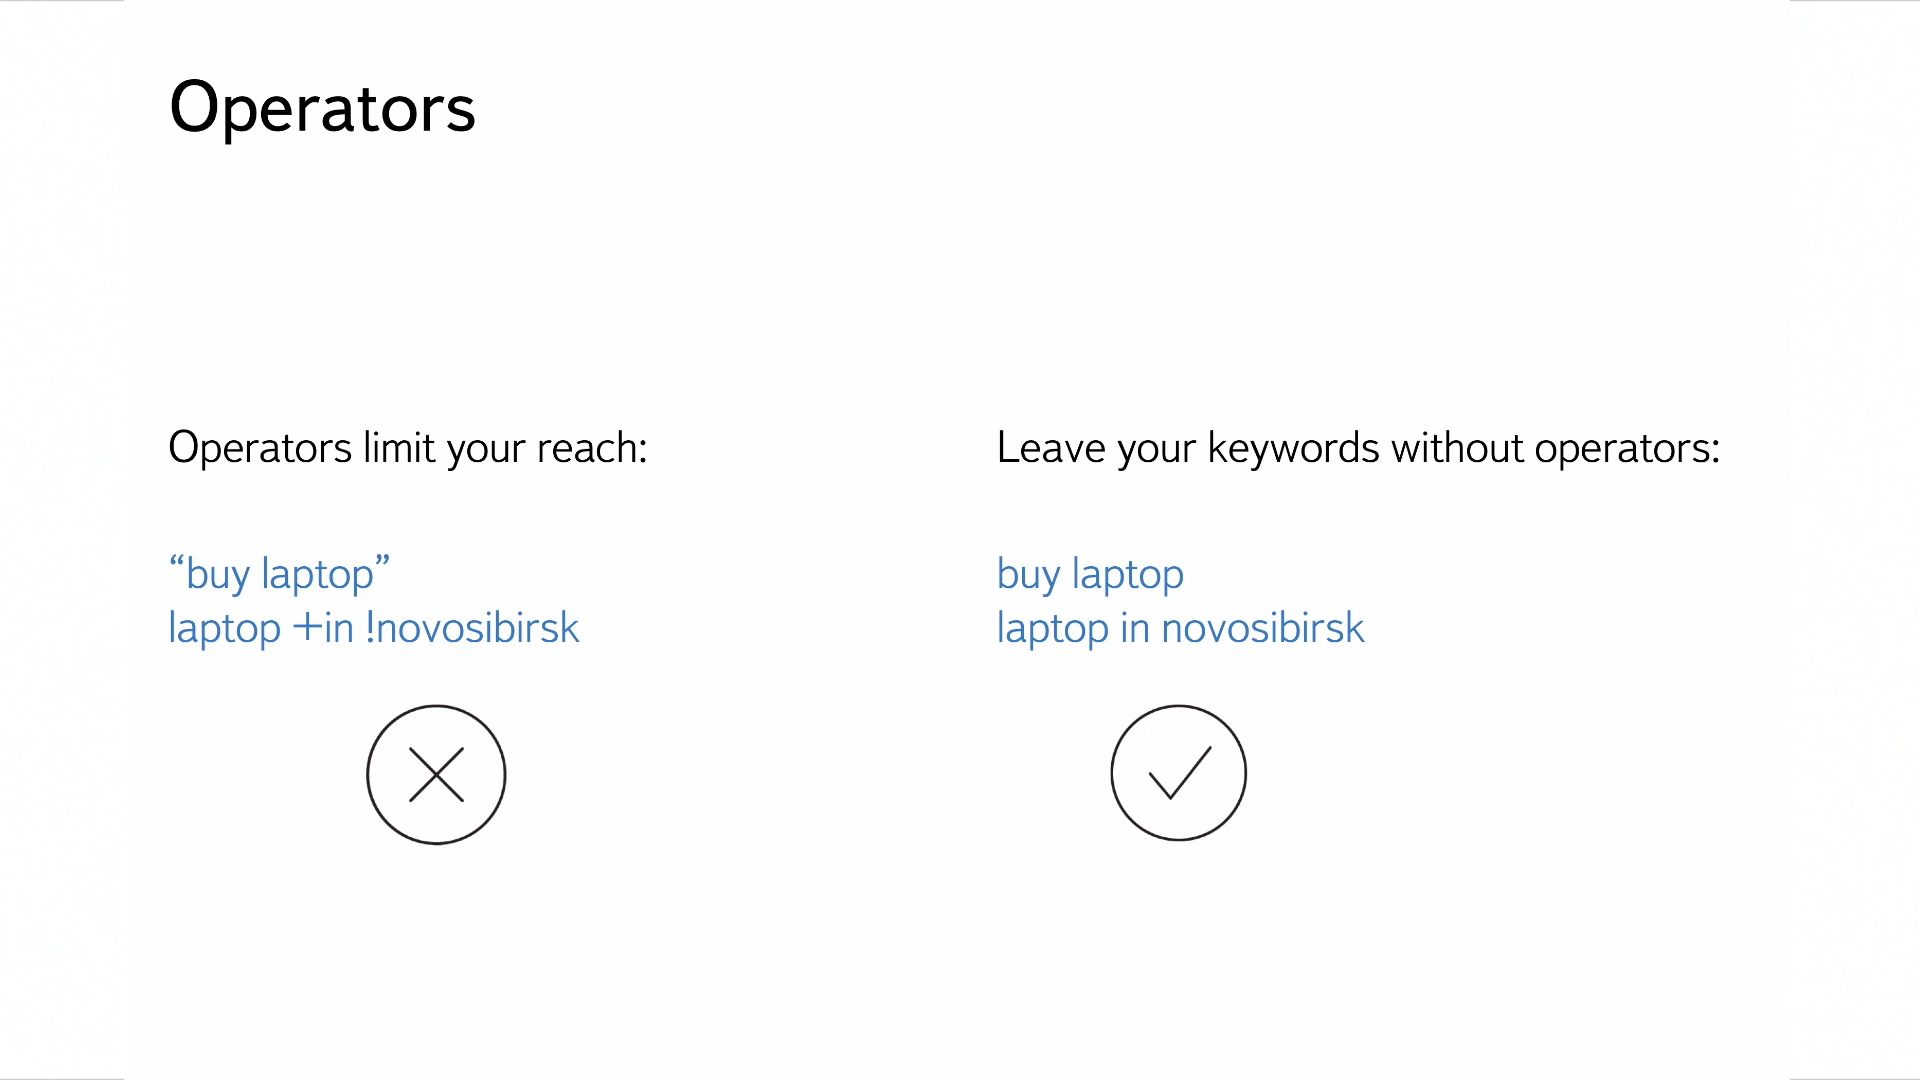 Operators
Operators limit your reach:
“buy laptop”
laptop +in !novosibirsk
Leave your keywords without operators:
buy laptop
laptop in novosibirsk